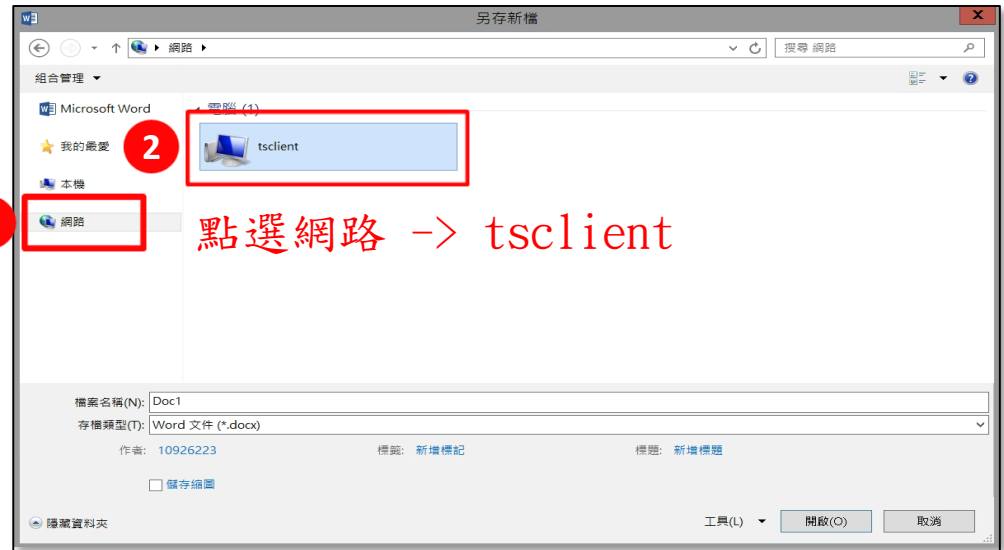 另存新檔
網路
搜尋 網路
組合管理
Microsoft Word
電腦 (1)
2
tsclient
我的最愛
本機
網路
點選網路 -> tsclient
檔案名稱(N): Doc1
存檔類型(T): Word 文件 (*.docx)
作者: 10926223 標籤: 新增標記 標題: 新增標題
儲存縮圖
隱藏資料夾 工具(L) 開啟(O) 取消